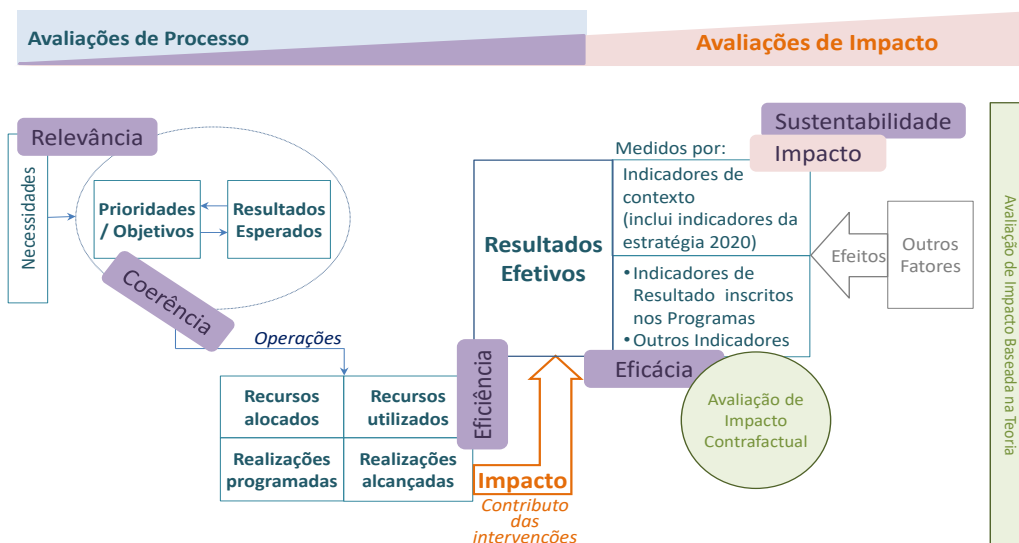 Avaliações de Processo
Avaliações de Impacto
Relevância
Necessidades
Prioridades
/ Objetivos
Resultados
Esperados
Coerência
Operações
Recursos
alocados
Recursos
utilizados
Realizações
programadas
Realizações
alcançadas
Eficiência
Impacto
Contributo
das
intervenções
Resultados
Efetivos
Sustentabilidade
Impacto
Medidos por:
Indicadores de
contexto
(inclui indicadores da
estratégia 2020)
•Indicadores de
Resultado inscritos
nos Programas
•Outros Indicadores
Eficácia
Efeitos
Outros
Fatores
Avaliação de
Impacto
Contrafactual
Avaliação de Impacto Baseada na Teoria